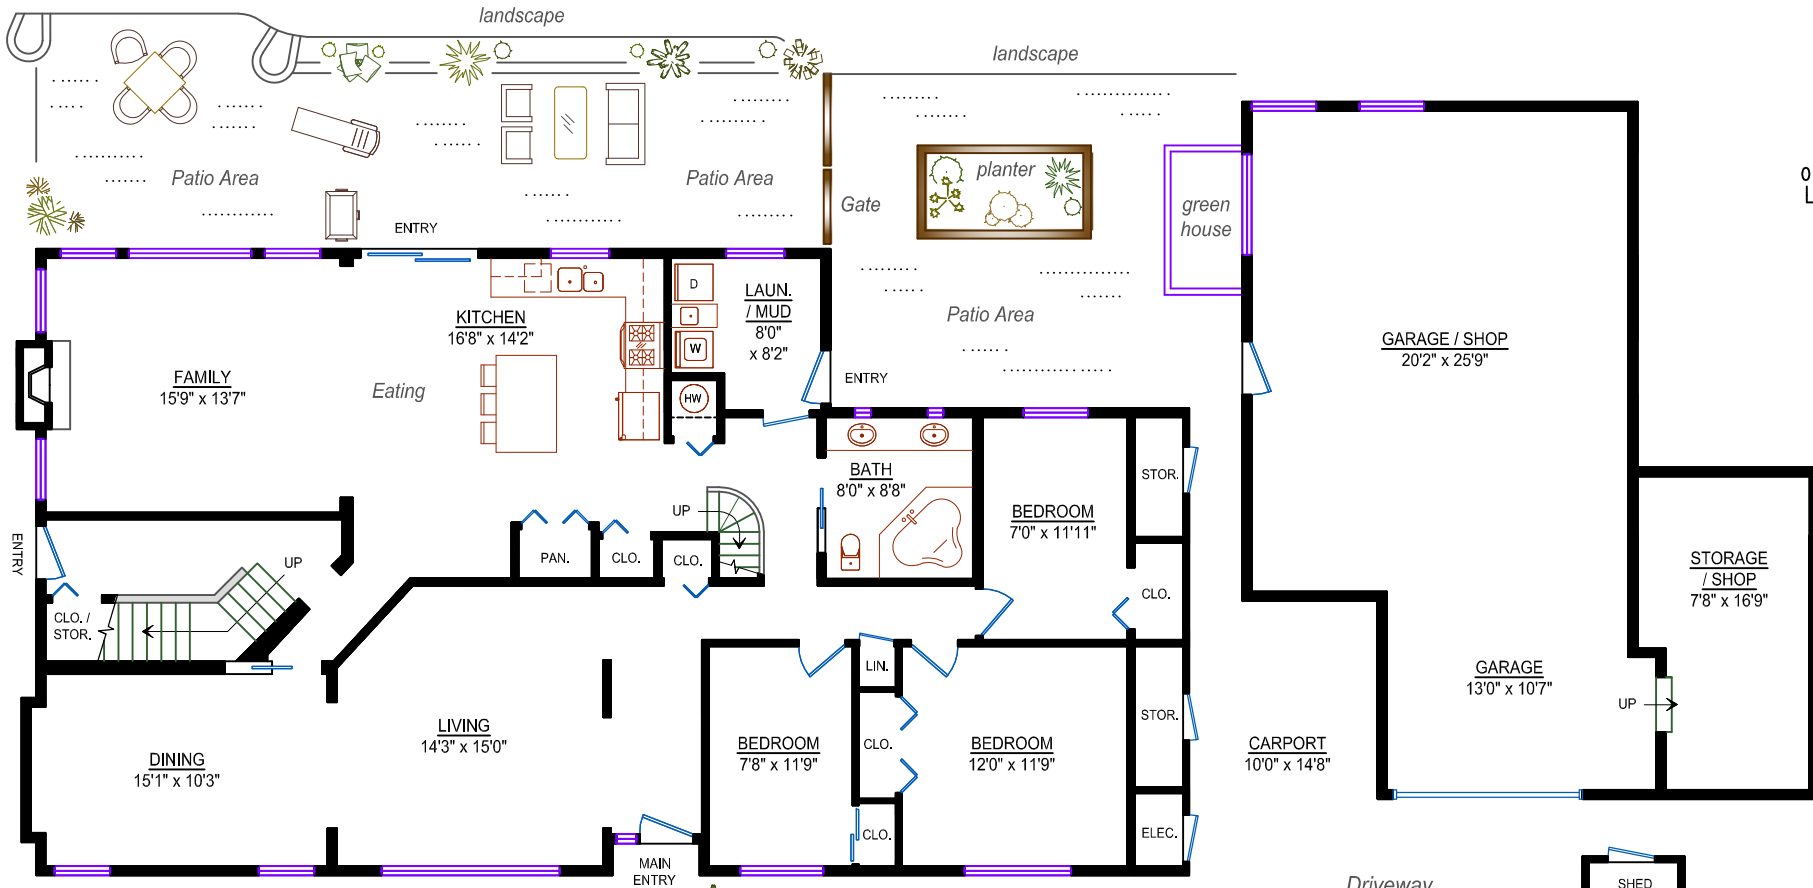 landscape
landscape
Patio Area
Patio Area
planter
Gate
green
house
0
L
ENTRY
D
LAUN.
/ MUD
8'0"
x 8'2"
W
KITCHEN
16'8" x 14'2"
Patio Area
GARAGE / SHOP
20'2" x 25'9"
FAMILY
15'9" x 13'7"
Eating
HW
ENTRY
BATH
8'0" x 8'8"
STOR.
UP
BEDROOM
7'0" x 11'11"
ENTRY
UP
PAN.
CLO.
CLO.
STORAGE
/ SHOP
7'8" x 16'9"
CLO.
CLO. /
STOR.
LIN.
GARAGE
13'0" x 10'7"
UP
STOR.
LIVING
14'3" x 15'0"
BEDROOM
7'8" x 11'9"
CLO.
BEDROOM
12'0" x 11'9"
CARPORT
10'0" x 14'8"
DINING
15'1" x 10'3"
CLO.
ELEC.
MAIN
ENTRY
Driveway
SHED